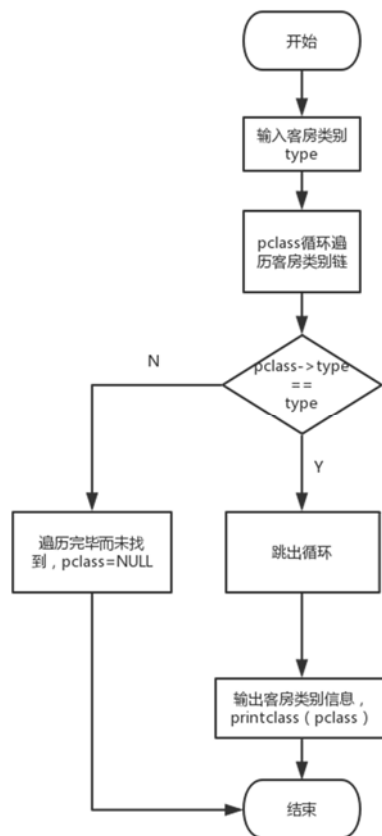 开始
输入客房类别
type
pclass循环遍
历客房类别链
pclass->type
==
type
N
Y
遍历完毕而未找
到，pclass=NULL
跳出循环
输出客房类别信息，
printclass（pclass）
结束